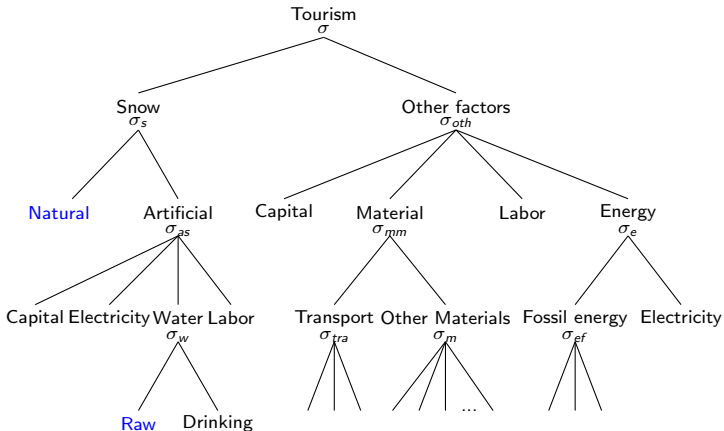 Tourism
σ
Snow
σs
Other factors
σoth
Natural
Artificial
σas
Capital
Material
σmm
Labor
Energy
σe
Capital
Electricity
Water
σw
Labor
Transport
σtra
Other Materials
σm
Fossil energy
σef
Electricity
Raw
Drinking
...